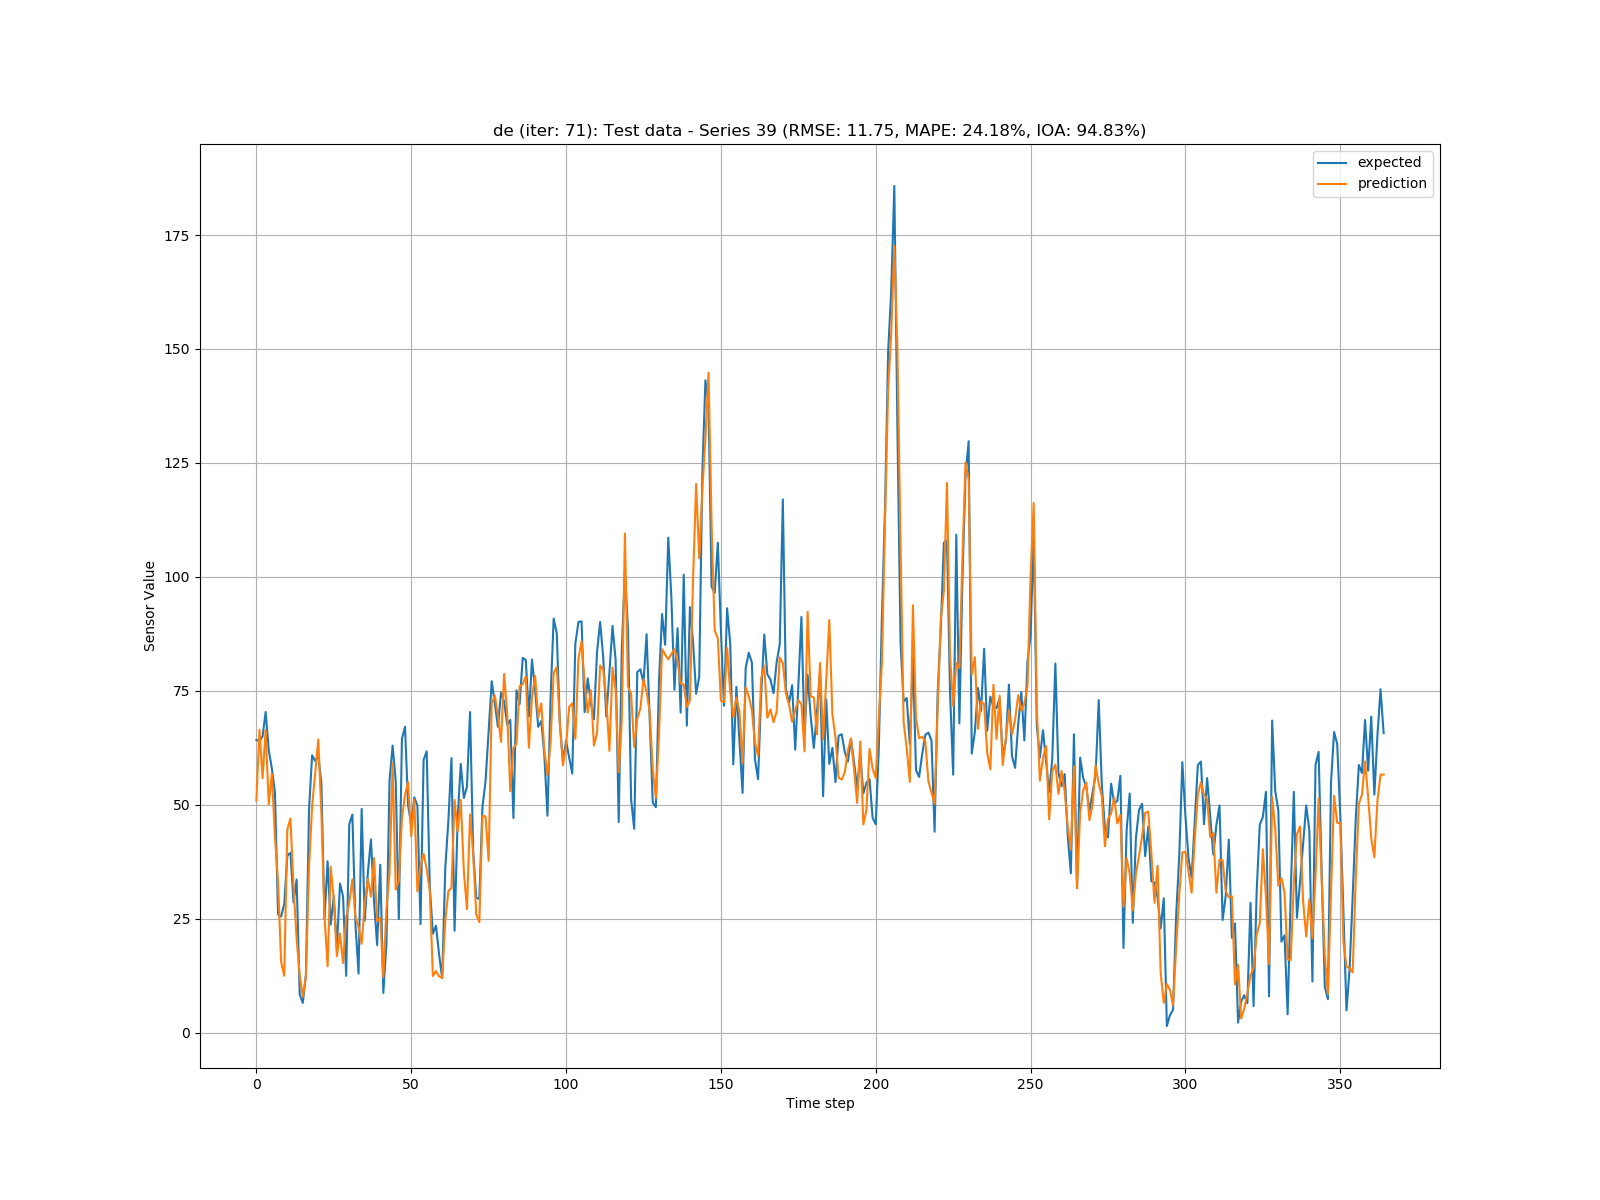 de (iter: 71): Test data - Series 39 (RMSE: 11.75, MAPE: 24.18%, IOA: 94.83%)
expected
prediction
Sensor Value
175
150
125
100
75
50
25
0
0 50 100 150 200 250 300 350
Time step